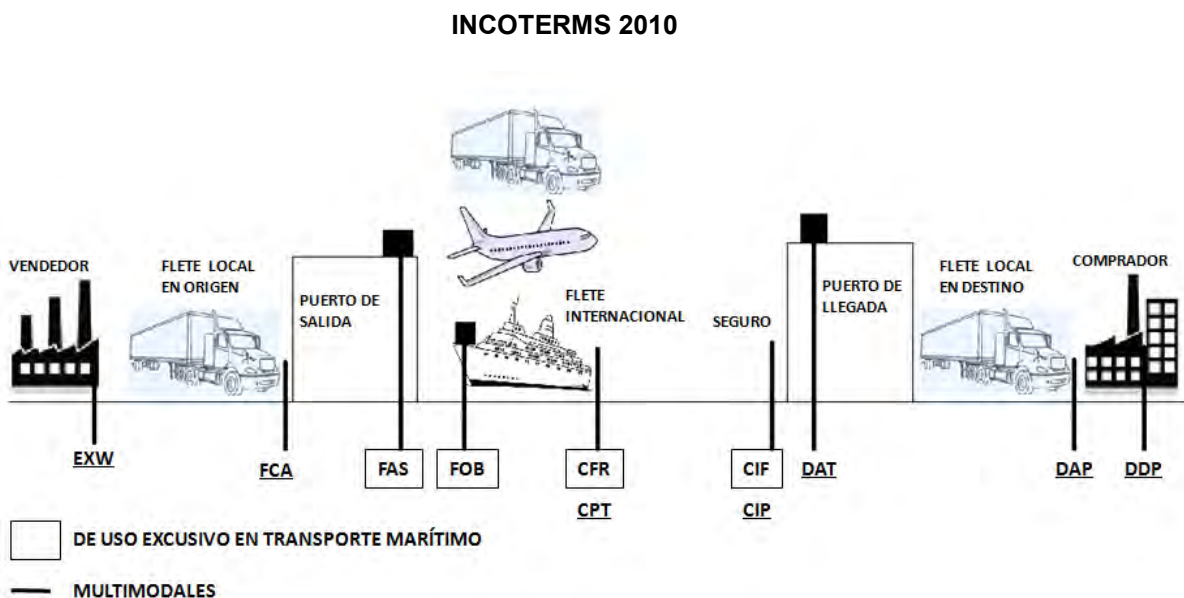 INCOTERMS 2010
VENDEDOR
FLETE LOCAL
EN ORIGEN
PUERTO DE
SALIDA
FLETE
INTERNACIONAL
SEGURO
PUERTO DE
LLEGADA
FLETE LOCAL
EN DESTINO
COMPRADOR
EXW
FCA
FAS
FOB
CFR
CPT
CIF
CIP
DAT
DAP
DDP
DE USO EXCUSIVO EN TRANSPORTE MARÍTIMO
MULTIMODALES